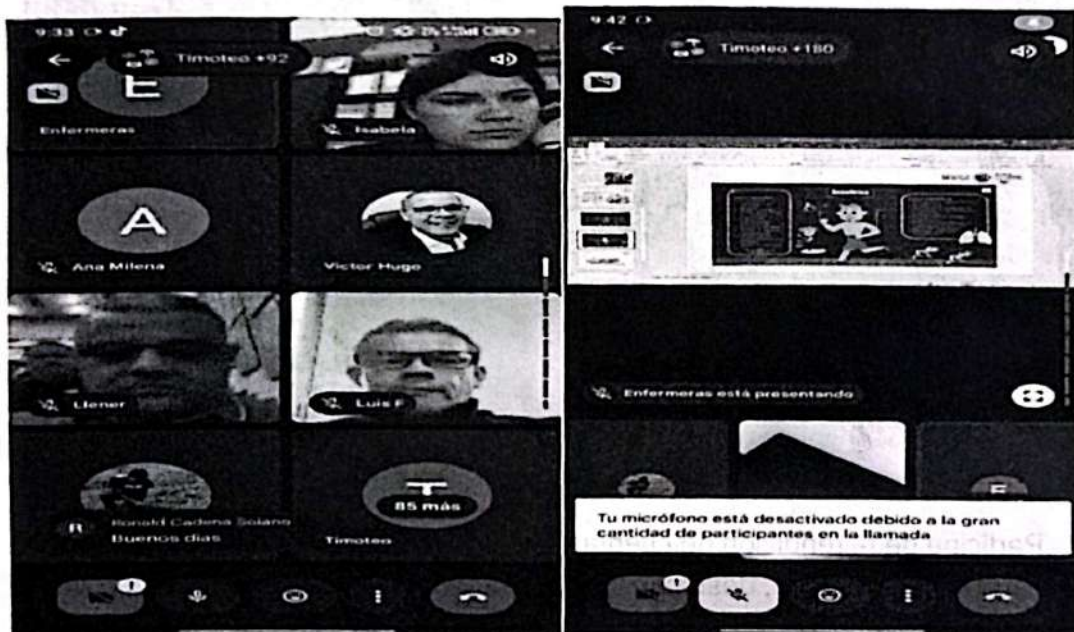 9:33
Timoteo +92
E
Enfermeras
Isabela
A
Ana Milena
Victor Hugo
Llener
Luis F
R
Ronald Cadena Solano
Buenos dias
T
85 más
Timoteo
9:42
Timoteo +180
Enfermeras está presentando
E
Tu micrófono está desactivado debido a la gran
cantidad de participantes en la llamada